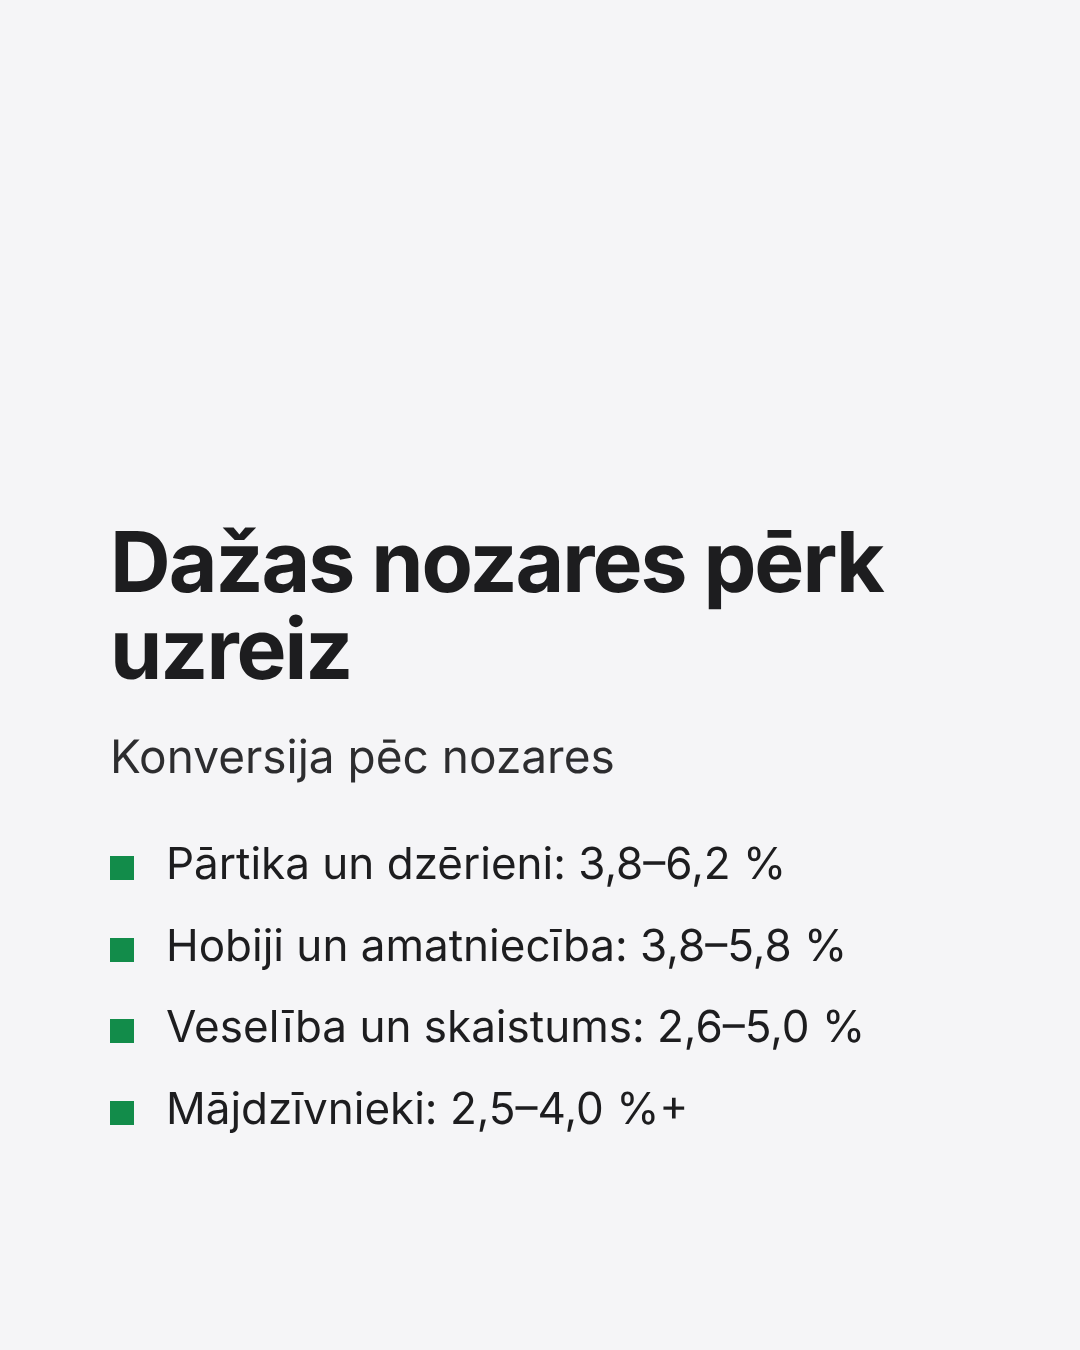 Dažas nozares pērk
uzreiz
Konversija pēc nozares
Pārtika un dzērieni: 3,8–6,2 %
Hobiji un amatniecība: 3,8–5,8 %
Veselība un skaistums: 2,6–5,0 %
Mājdzīvnieki: 2,5–4,0 %+